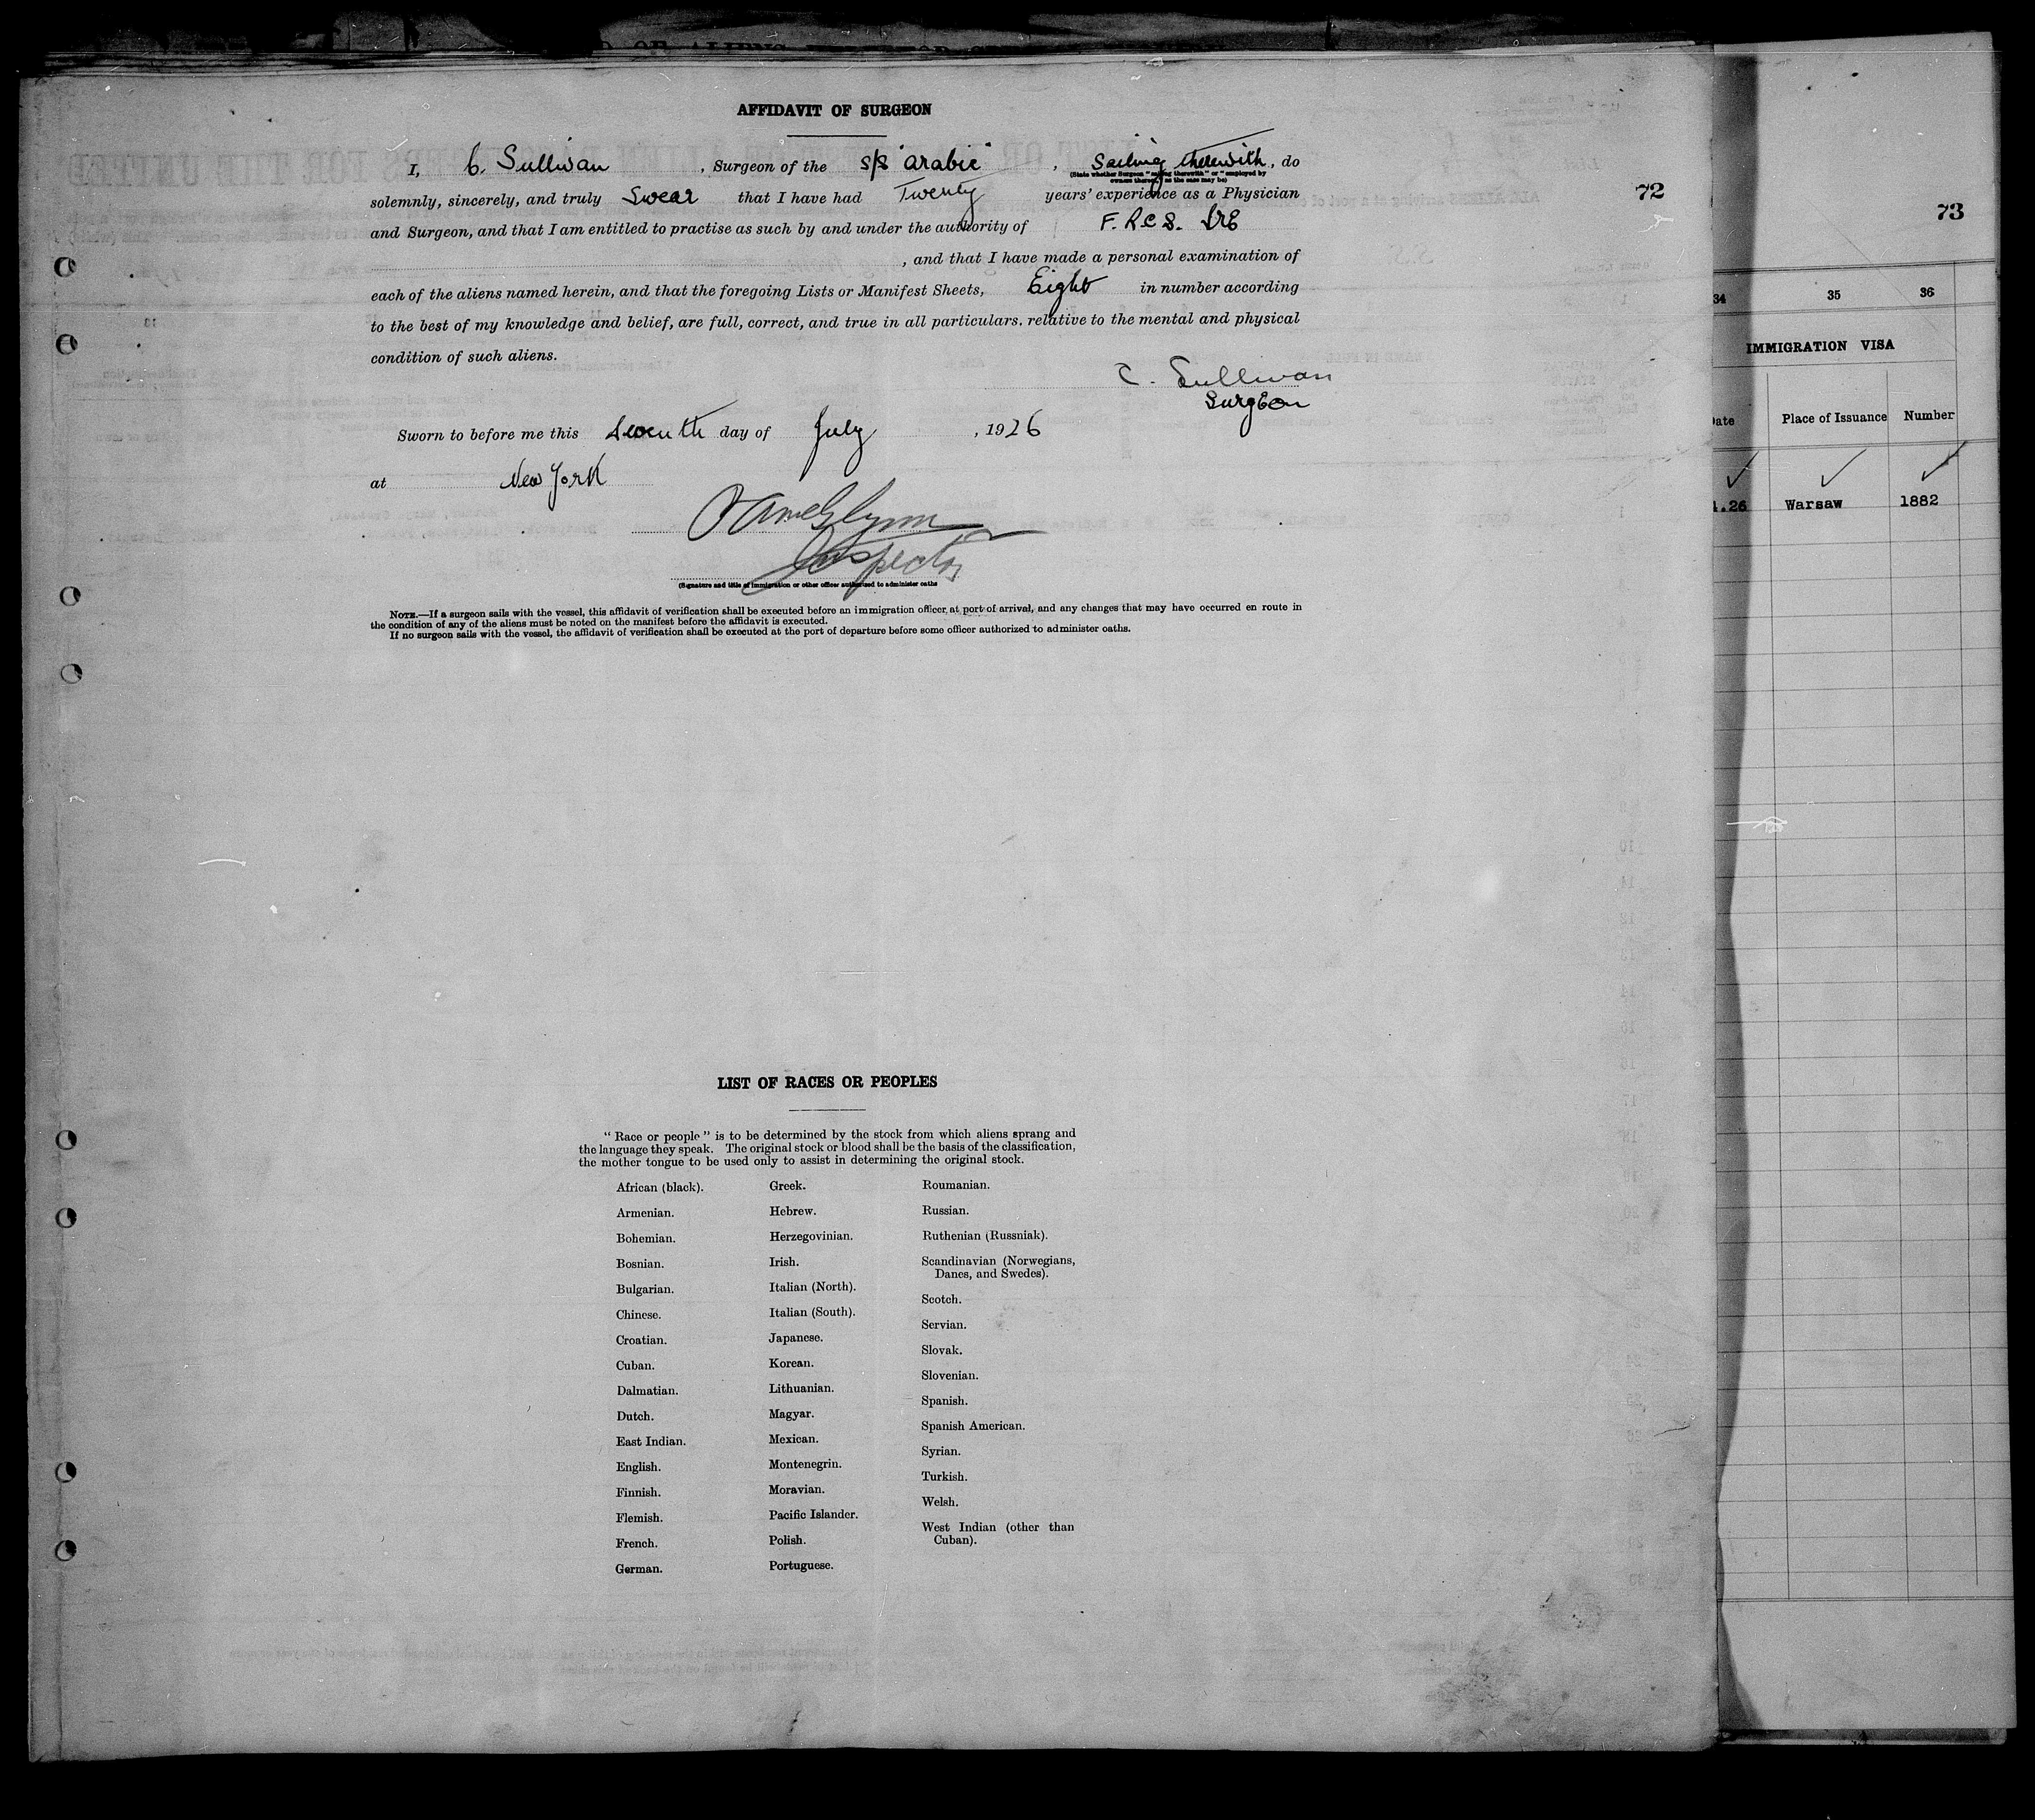 AFFIDAVIT OF SURGEON
I, C. Sullivan, Surgeon of the s/s "Arabic", Sailing therewith, do
(State whether Surgeon "sailing therewith" or "employed by
owners thereof," as the case may be)
solemnly, sincerely, and truly Swear that I have had Twenty years' experience as a Physician
72
and Surgeon, and that I am entitled to practise as such by and under the authority of F.R.C.S. IrE
73
, and that I have made a personal examination of
each of the aliens named herein, and that the foregoing Lists or Manifest Sheets, Eight in number according
to the best of my knowledge and belief, are full, correct, and true in all particulars. relative to the mental and physical
condition of such aliens.
C. Sullivan
Surgeon
Sworn to before me this seventh day of July, 1926
at New York
Inspector
(Signature and title of immigration or other officer authorized to administer oaths
NOTE.—If a surgeon sails with the vessel, this affidavit of verification shall be executed before an immigration officer at port of arrival, and any changes that may have occurred en route in
the condition of any of the aliens must be noted on the manifest before the affidavit is executed.
If no surgeon sails with the vessel, the affidavit of verification shall be executed at the port of departure before some officer authorized to administer oaths.
LIST OF RACES OR PEOPLES
"Race or people" is to be determined by the stock from which aliens sprang and
the language they speak. The original stock or blood shall be the basis of the classification,
the mother tongue to be used only to assist in determining the original stock.
African (black).
Armenian.
Bohemian.
Bosnian.
Bulgarian.
Chinese.
Croatian.
Cuban.
Dalmatian.
Dutch.
East Indian.
English.
Finnish.
Flemish.
French.
German.
Greek.
Hebrew.
Herzegovinian.
Irish.
Italian (North).
Italian (South).
Japanese.
Korean.
Lithuanian.
Magyar.
Mexican.
Montenegrin.
Moravian.
Pacific Islander.
Polish.
Portuguese.
Roumanian.
Russian.
Ruthenian (Russniak).
Scandinavian (Norwegians,
Danes, and Swedes).
Scotch.
Servian.
Slovak.
Slovenian.
Spanish.
Spanish American.
Syrian.
Turkish.
Welsh.
West Indian (other than
Cuban).
34 35 36
IMMIGRATION VISA
Date Place of Issuance Number
.26 Warsaw 1882